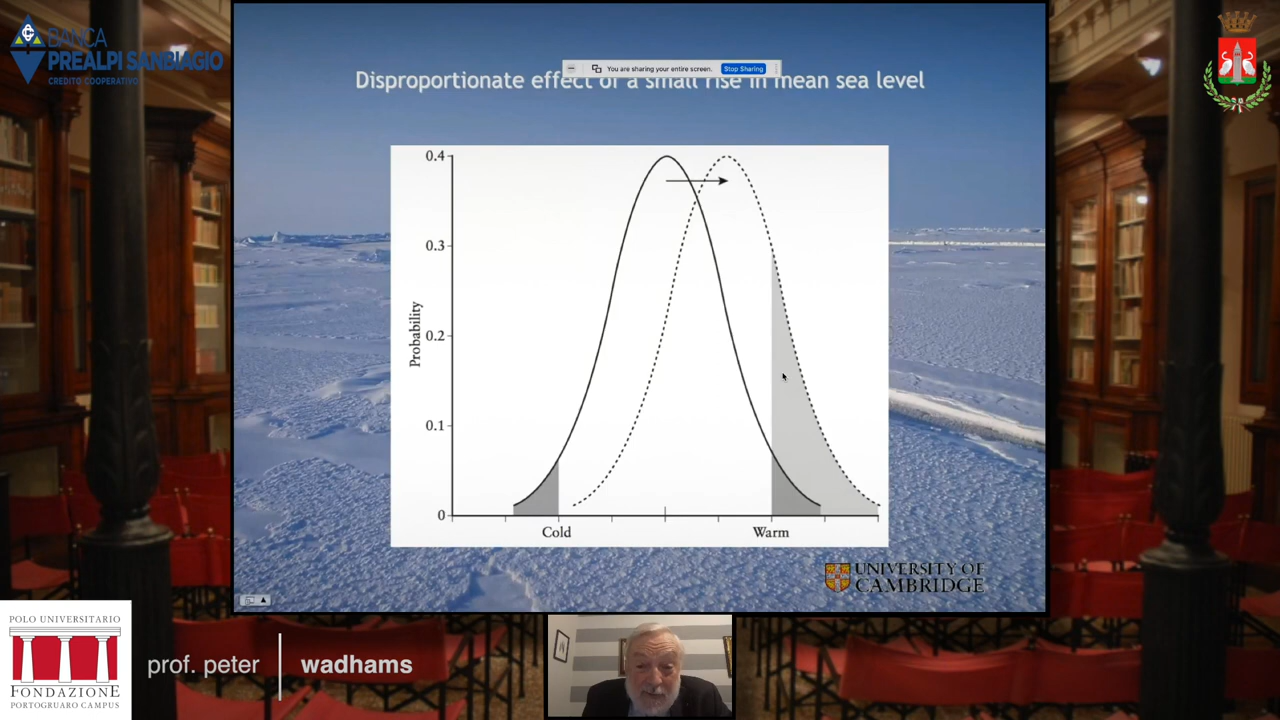 BANCA
PREALPI SANBIAGIO
CREDITO COOPERATIVO
You are sharing your entire screen.
Stop Sharing
Disproportionate effect of a small rise in mean sea level
0.4
0.3
0.2
0.1
0
Probability
Cold
Warm
UNIVERSITY OF
CAMBRIDGE
POLO UNIVERSITARIO
FONDAZIONE
PORTOGRUARO CAMPUS
prof. peter
wadhams